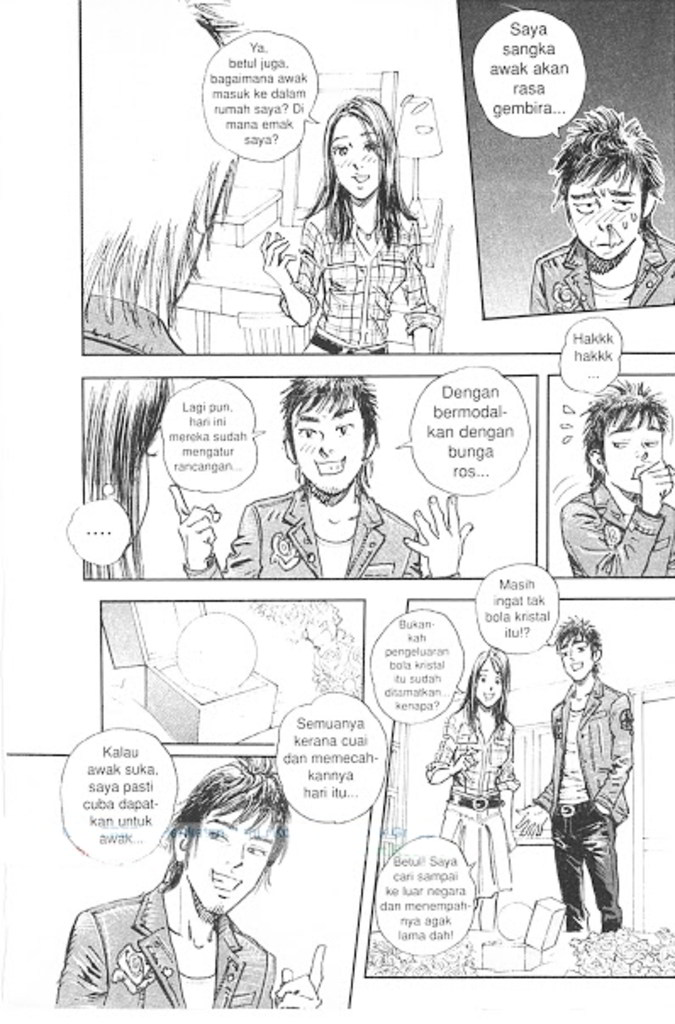 Saya
sangka
awak akan
rasa
gembira...
Ya,
betul juga,
bagaimana awak
masuk ke dalam
rumah saya? Di
mana emak
saya?
Hakkk
hakkk
...
Dengan
bermodal-
kan dengan
bunga
ros...
Lagi pun,
hari ini
mereka sudah
mengatur
rancangan...
....
Masih
ingat tak
bola kristal
itu!?
Bukan-
kah
pengeluaran
bola kristal
itu sudah
ditamatkan..
kenapa?
Betul! Saya
cari sampai
ke luar negara
dan menempah-
nya agak
lama dah!
Semuanya
kerana cuai
dan memecah-
kannya
hari itu...
Kalau
awak suka,
saya pasti
cuba dapat-
kan untuk
awak...